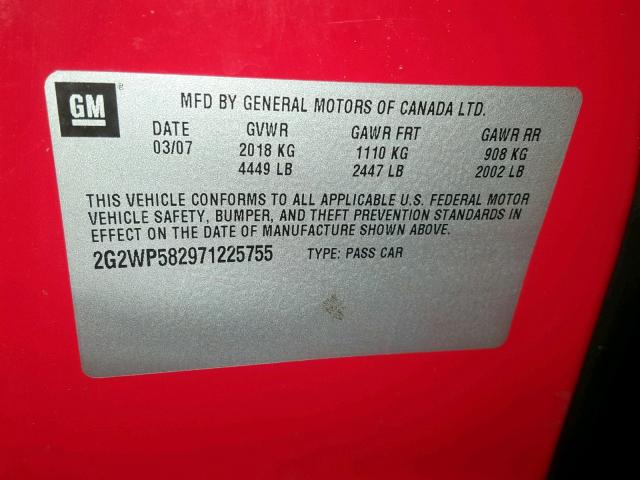 GM
MFD BY GENERAL MOTORS OF CANADA LTD.
DATE GVWR GAWR FRT GAWR RR
03/07 2018 KG 1110 KG 908 KG
4449 LB 2447 LB 2002 LB
THIS VEHICLE CONFORMS TO ALL APPLICABLE U.S. FEDERAL MOTOR
VEHICLE SAFETY, BUMPER, AND THEFT PREVENTION STANDARDS IN
EFFECT ON THE DATE OF MANUFACTURE SHOWN ABOVE.
2G2WP582971225755 TYPE: PASS CAR